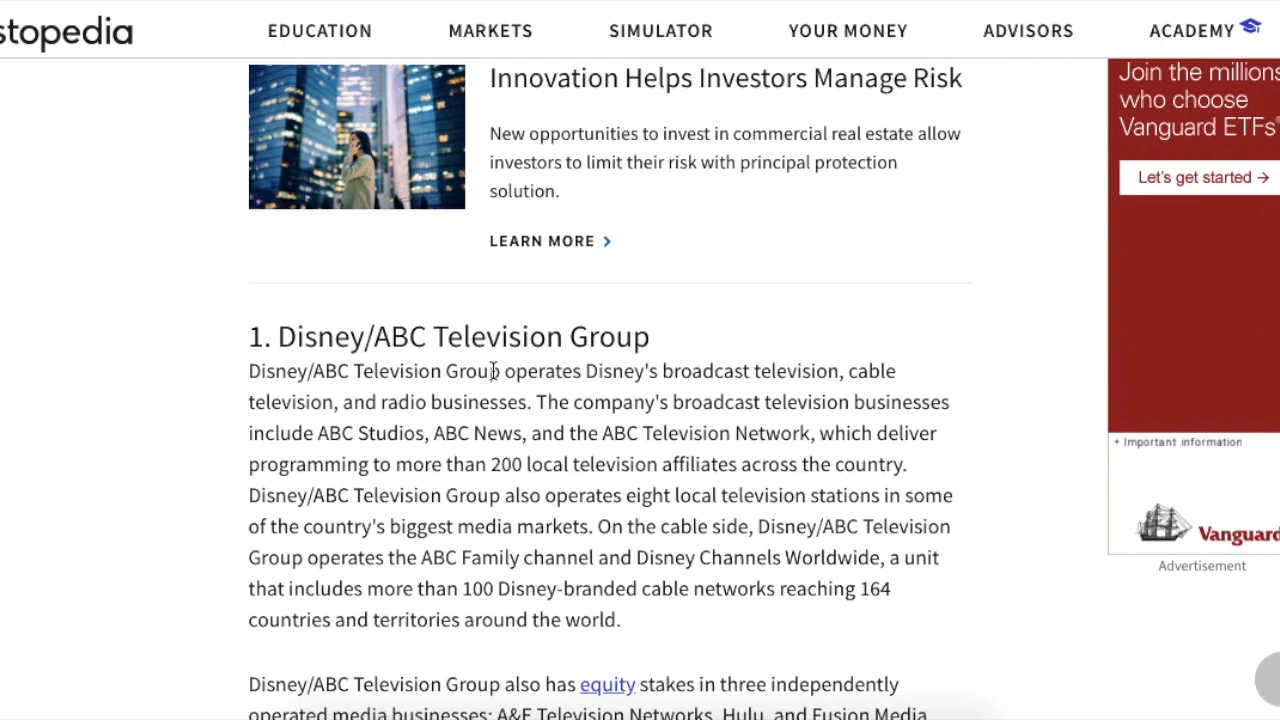 stopedia
EDUCATION
MARKETS
SIMULATOR
YOUR MONEY
ADVISORS
ACADEMY
Innovation Helps Investors Manage Risk
New opportunities to invest in commercial real estate allow
investors to limit their risk with principal protection
solution.
LEARN MORE >
Join the millions
who choose
Vanguard ETFs®
Let's get started →
+ Important information
Vanguard
Advertisement
1. Disney/ABC Television Group
Disney/ABC Television Group operates Disney's broadcast television, cable
television, and radio businesses. The company's broadcast television businesses
include ABC Studios, ABC News, and the ABC Television Network, which deliver
programming to more than 200 local television affiliates across the country.
Disney/ABC Television Group also operates eight local television stations in some
of the country's biggest media markets. On the cable side, Disney/ABC Television
Group operates the ABC Family channel and Disney Channels Worldwide, a unit
that includes more than 100 Disney-branded cable networks reaching 164
countries and territories around the world.
Disney/ABC Television Group also has equity stakes in three independently
operated media businesses: A&E Television Networks, Hulu, and Fusion Media